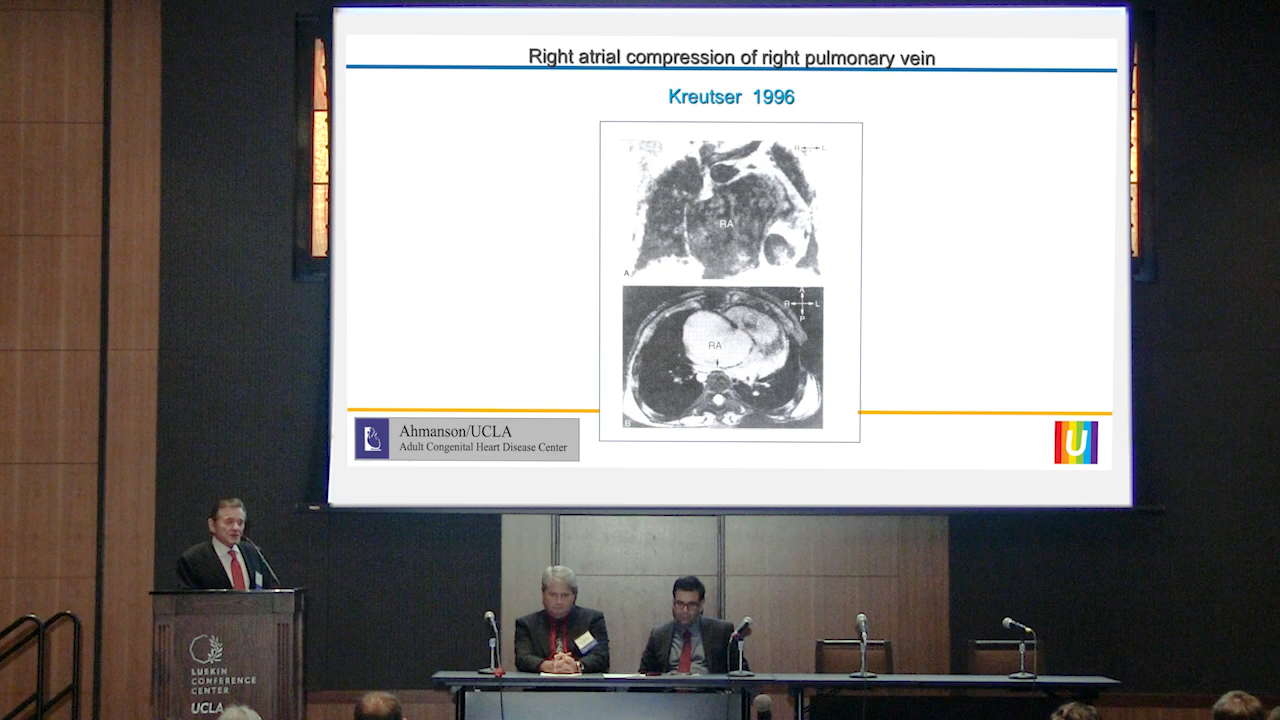 Right atrial compression of right pulmonary vein
Kreutser 1996
R L
RA
A
A
R L
P
RA
B
Ahmanson/UCLA
Adult Congenital Heart Disease Center
U
LUSKIN
CONFERENCE
CENTER
UCLA